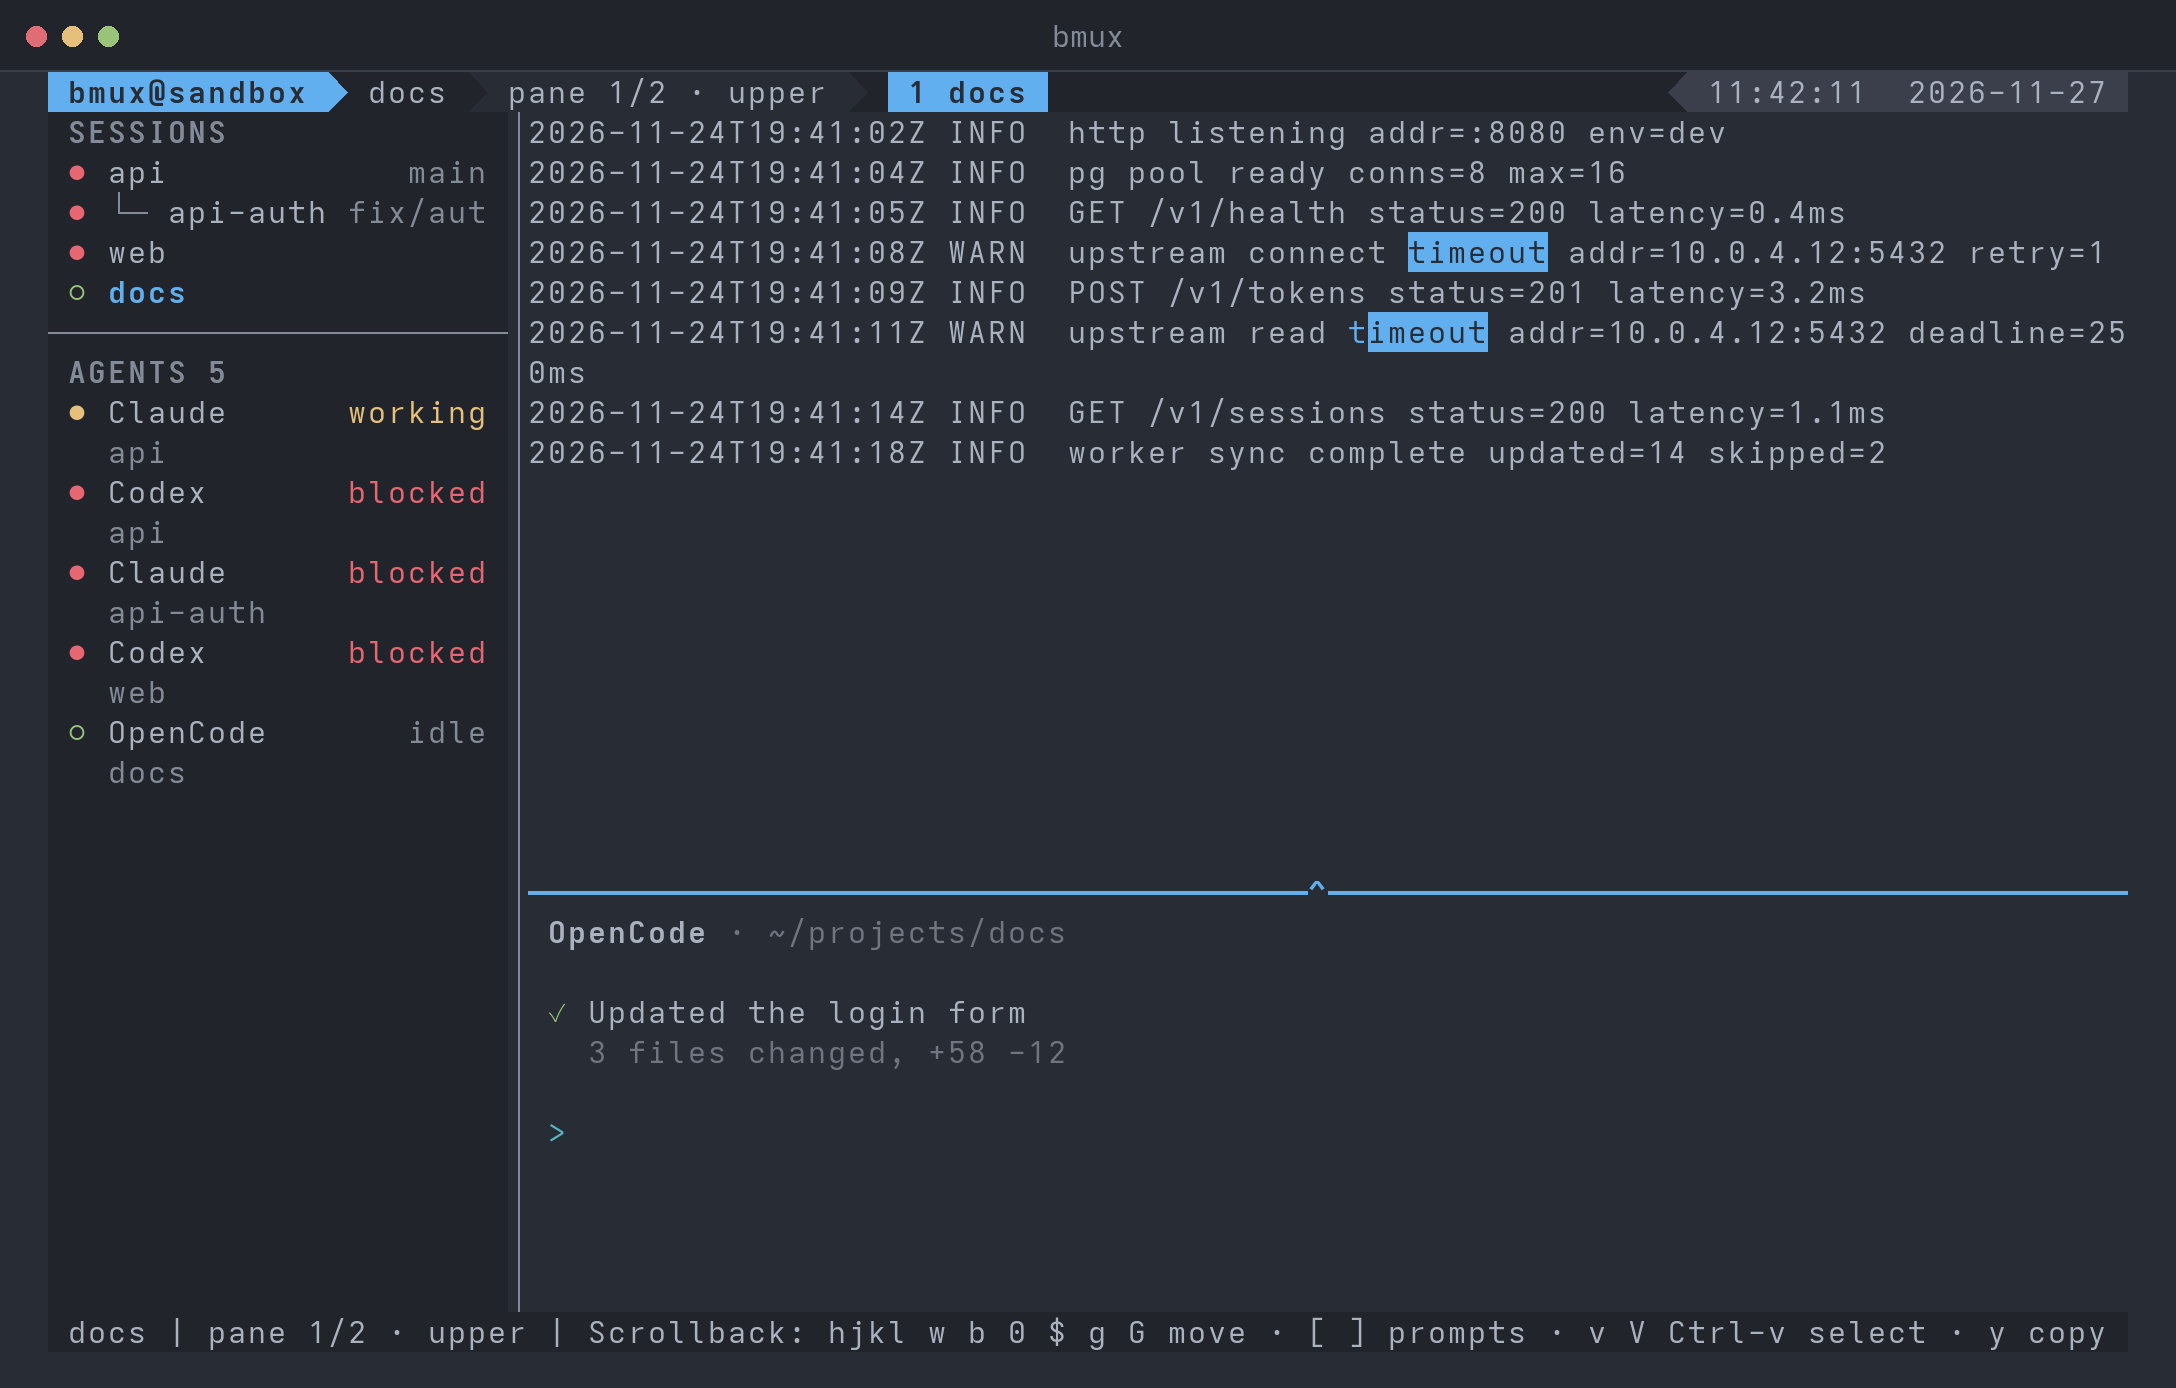 bmux
bmux@sandbox docs pane 1/2 · upper 1 docs 11:42:11 2026-11-27
SESSIONS
● api main
● └─ api-auth fix/aut
● web
○ docs
AGENTS 5
● Claude working
api
● Codex blocked
api
● Claude blocked
api-auth
● Codex blocked
web
○ OpenCode idle
docs
2026-11-24T19:41:02Z INFO  http listening addr=:8080 env=dev
2026-11-24T19:41:04Z INFO  pg pool ready conns=8 max=16
2026-11-24T19:41:05Z INFO  GET /v1/health status=200 latency=0.4ms
2026-11-24T19:41:08Z WARN  upstream connect timeout addr=10.0.4.12:5432 retry=1
2026-11-24T19:41:09Z INFO  POST /v1/tokens status=201 latency=3.2ms
2026-11-24T19:41:11Z WARN  upstream read timeout addr=10.0.4.12:5432 deadline=25
0ms
2026-11-24T19:41:14Z INFO  GET /v1/sessions status=200 latency=1.1ms
2026-11-24T19:41:18Z INFO  worker sync complete updated=14 skipped=2
^
OpenCode · ~/projects/docs
✓ Updated the login form
3 files changed, +58 -12
>
docs | pane 1/2 · upper | Scrollback: hjkl w b 0 $ g G move · [ ] prompts · v V Ctrl-v select · y copy